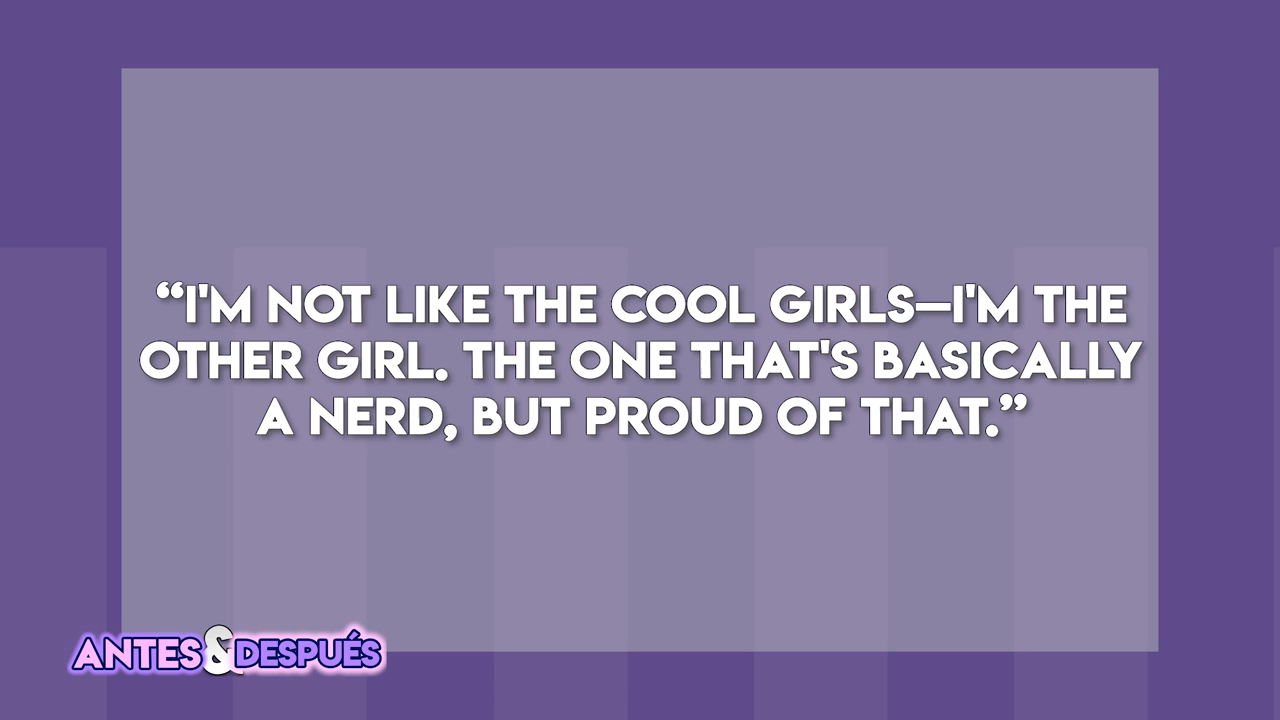 “I'M NOT LIKE THE COOL GIRLS—I'M THE
OTHER GIRL. THE ONE THAT'S BASICALLY
A NERD, BUT PROUD OF THAT.”
ANTES&DESPUÉS